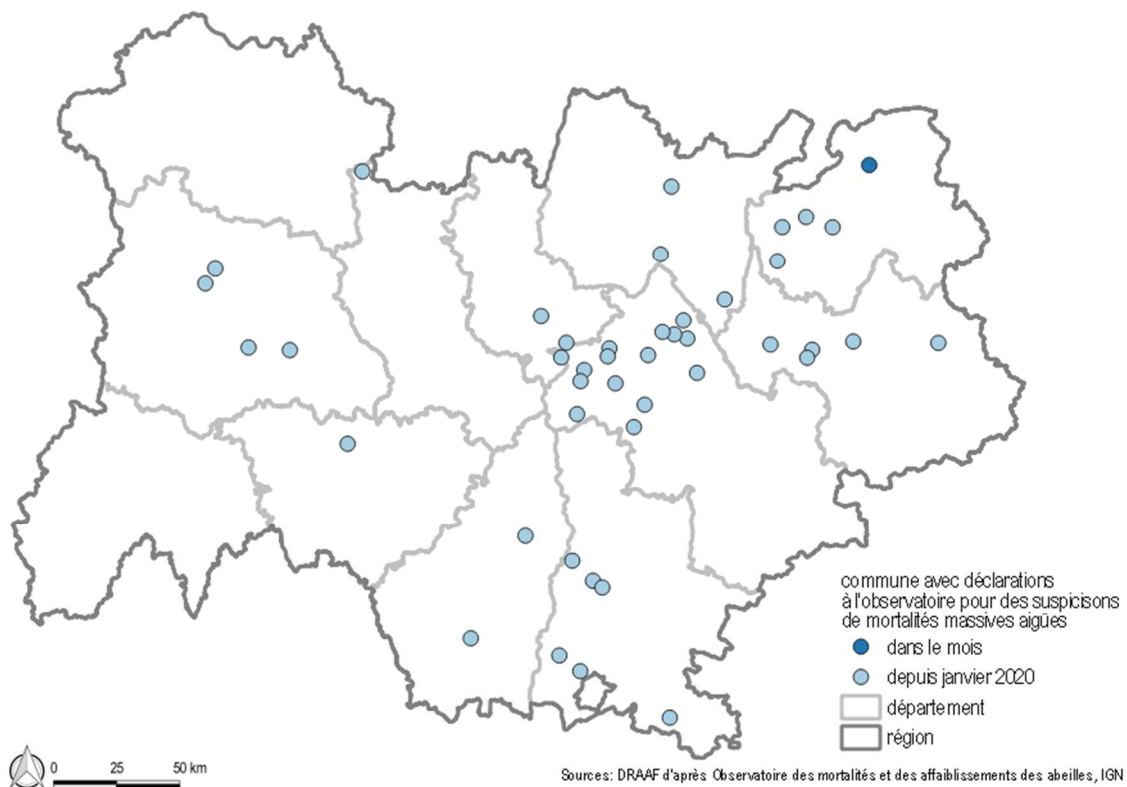 commune avec déclarations
à l'observatoire pour des suspicisons
de mortalités massives aigües
dans le mois
depuis janvier 2020
département
région
0 25 50 km
Sources: DRAAF d'après Observatoire des mortalités et des affaiblissements des abeilles, IGN